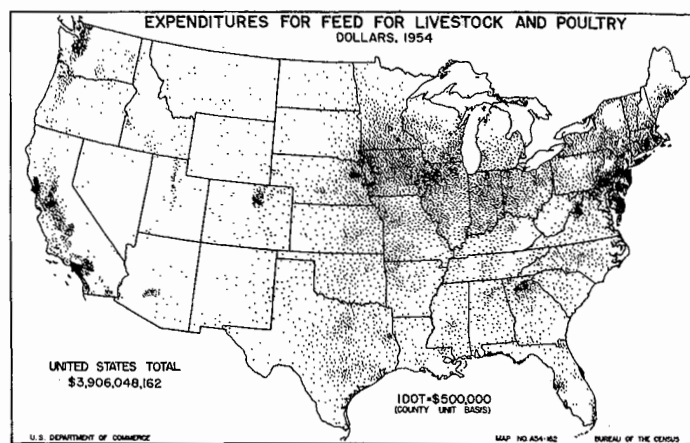 EXPENDITURES FOR FEED FOR LIVESTOCK AND POULTRY
DOLLARS, 1954
UNITED STATES TOTAL
$3,906,048,162
1 DOT=$500,000
(COUNTY UNIT BASIS)
U. S. DEPARTMENT OF COMMERCE
MAP NO. A54-162
BUREAU OF THE CENSUS